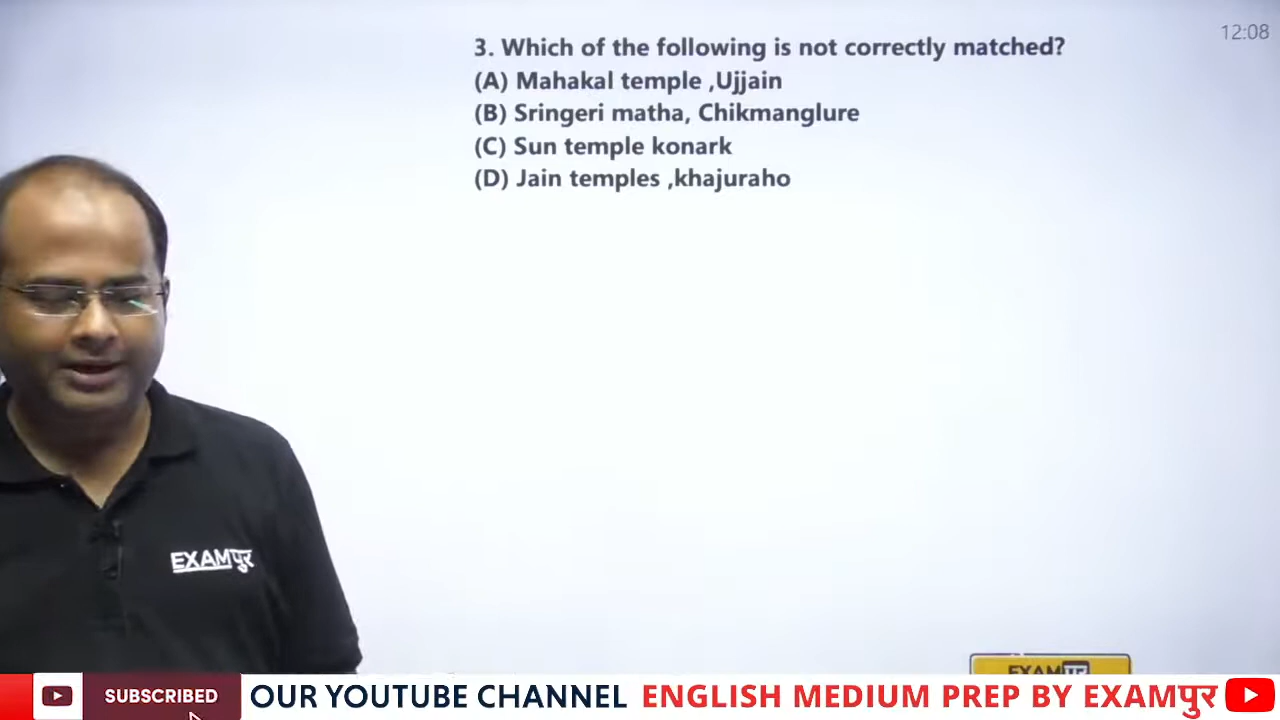 12:08
3. Which of the following is not correctly matched?
(A) Mahakal temple ,Ujjain
(B) Sringeri matha, Chikmanglure
(C) Sun temple konark
(D) Jain temples ,khajuraho
EXAMपुर
EXAMपुर
SUBSCRIBED OUR YOUTUBE CHANNEL ENGLISH MEDIUM PREP BY EXAMपुर